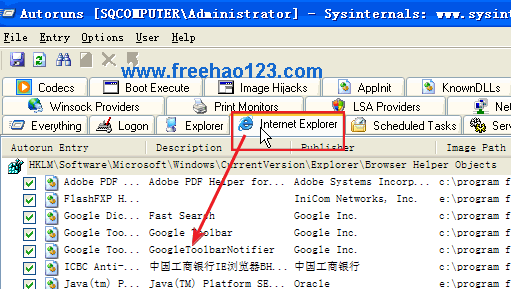 Autoruns [SQCOMPUTER\Administrator] - Sysinternals: www.sysint
File Entry Options User Help
www.freehao123.com
Codecs Boot Execute Image Hijacks AppInit KnownDLLs
Winsock Providers Print Monitors LSA Providers Net
Everything Logon Explorer Internet Explorer Scheduled Tasks Serv
Autorun Entry Description Publisher Image Path
HKLM\Software\Microsoft\Windows\CurrentVersion\Explorer\Browser Helper Objects
Adobe PDF ... Adobe PDF Helper for... Adobe Systems Incorp... c:\program f
FlashFXP H... IniCom Networks, Inc. c:\program f
Google Dic... Fast Search Google Inc. c:\program f
Google Too... Google Toolbar Google Inc. c:\program f
Google Too... GoogleToolbarNotifier Google Inc. c:\program f
ICBC Anti-... 中国工商银行IE浏览器BH... 中国工商银行 c:\program f
Java(tm) P... Java(TM) Platform SE... Oracle c:\program f